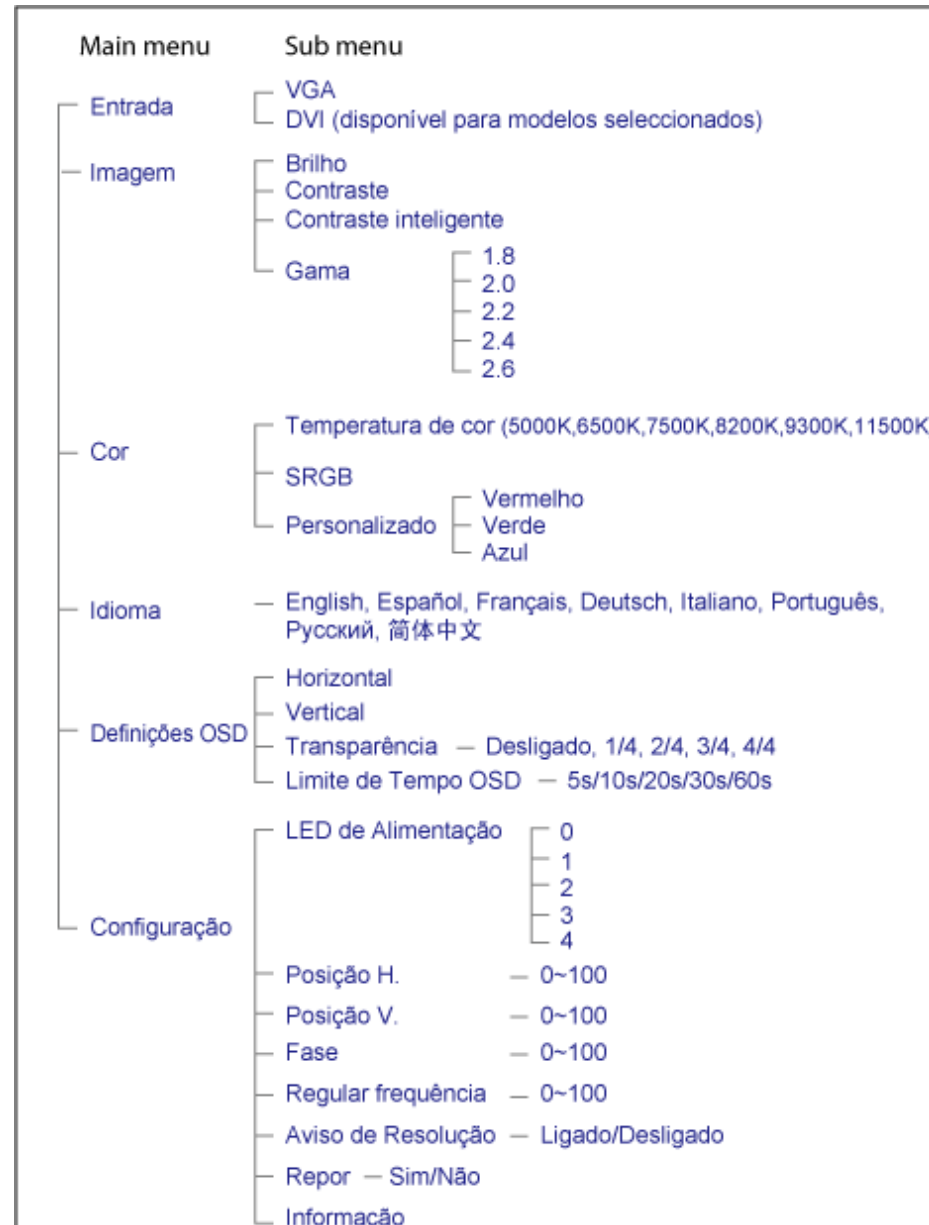 Main menu Sub menu
Entrada
VGA
DVI (disponível para modelos seleccionados)
Imagem
Brilho
Contraste
Contraste inteligente
Gama
1.8
2.0
2.2
2.4
2.6
Cor
Temperatura de cor (5000K,6500K,7500K,8200K,9300K,11500K
SRGB
Personalizado
Vermelho
Verde
Azul
Idioma
English, Español, Français, Deutsch, Italiano, Português,
Русский, 简体中文
Definições OSD
Horizontal
Vertical
Transparência — Desligado, 1/4, 2/4, 3/4, 4/4
Limite de Tempo OSD — 5s/10s/20s/30s/60s
Configuração
LED de Alimentação
0
1
2
3
4
Posição H. — 0~100
Posição V. — 0~100
Fase — 0~100
Regular frequência — 0~100
Aviso de Resolução — Ligado/Desligado
Repor — Sim/Não
Informação